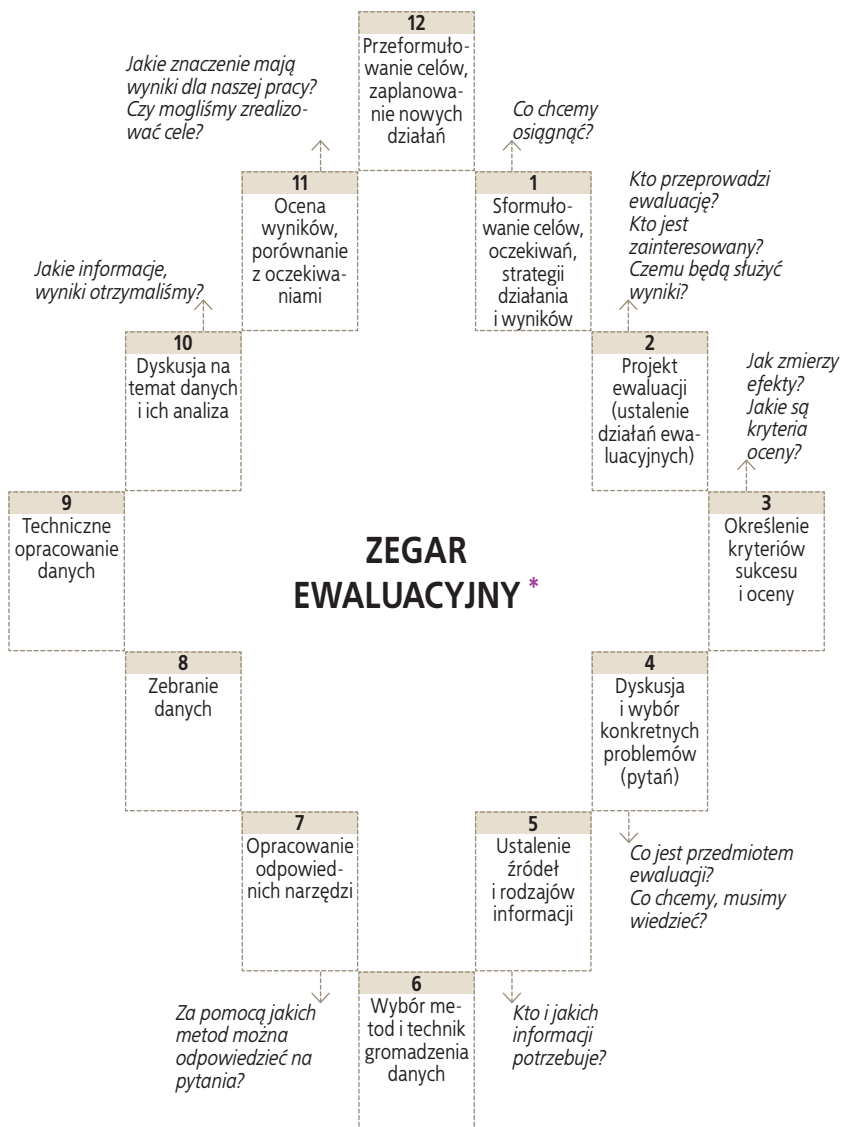 12
Przeformuło-
wanie celów,
zaplanowa-
nie nowych
działań
Jakie znaczenie mają
wyniki dla naszej pracy?
Czy mogliśmy zrealizo-
wać cele?
Co chcemy
osiągnąć?
11
Ocena
wyników,
porównanie
z oczekiwa-
niami
1
Sformuło-
wanie celów,
oczekiwań,
strategii
działania
i wyników
Kto przeprowadzi
ewaluację?
Kto jest
zainteresowany?
Czemu będą służyć
wyniki?
Jakie informacje,
wyniki otrzymaliśmy?
10
Dyskusja na
temat danych
i ich analiza
2
Projekt
ewaluacji
(ustalenie
działań ewa-
luacyjnych)
Jak zmierzy
efekty?
Jakie są
kryteria
oceny?
9
Techniczne
opracowanie
danych
ZEGAR
EWALUACYJNY *
3
Określenie
kryteriów
sukcesu
i oceny
8
Zebranie
danych
4
Dyskusja
i wybór
konkretnych
problemów
(pytań)
7
Opracowanie
odpowied-
nich narzędzi
5
Ustalenie
źródeł
i rodzajów
informacji
Co jest przedmiotem
ewaluacji?
Co chcemy, musimy
wiedzieć?
Za pomocą jakich
metod można
odpowiedzieć na
pytania?
6
Wybór me-
tod i technik
gromadzenia
danych
Kto i jakich
informacji
potrzebuje?